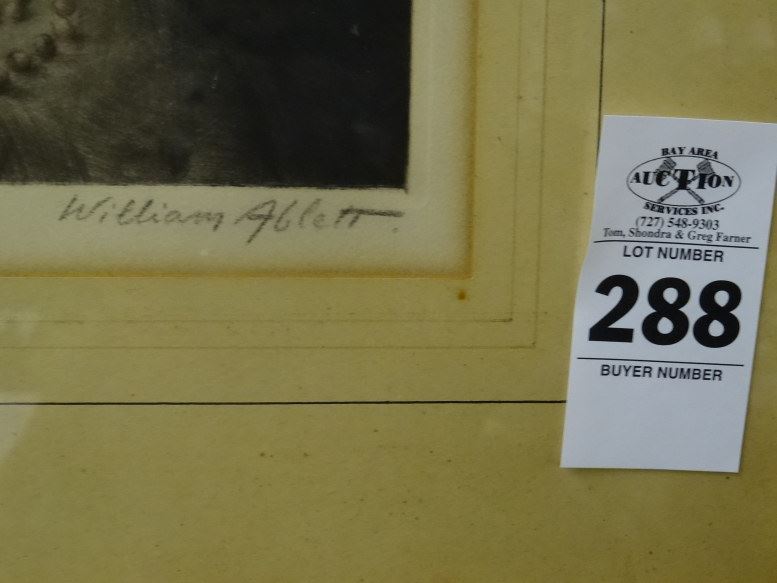 William Ablett.
BAY AREA
AUCTION
SERVICES INC.
(727) 548-9303
Tom, Shondra & Greg Farner
LOT NUMBER
288
BUYER NUMBER